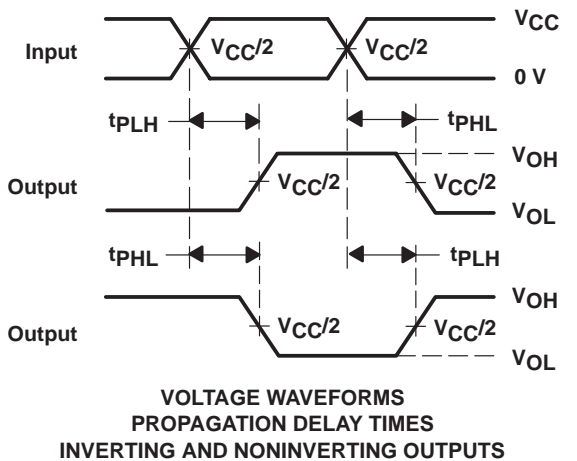 VCC
Input
VCC/2
VCC/2
0 V
tPLH
tPHL
VOH
Output
VCC/2
VCC/2
VOL
tPHL
tPLH
VOH
Output
VCC/2
VCC/2
VOL
VOLTAGE WAVEFORMS
PROPAGATION DELAY TIMES
INVERTING AND NONINVERTING OUTPUTS